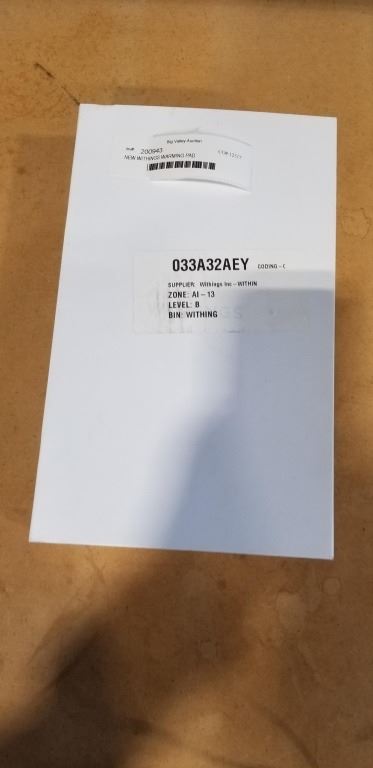 Big Valley Auction
200943
NEW WITHINGS WARMING PAD
033A32AEY CODING - C
SUPPLIER: Withings Inc - WITHIN
ZONE: AI - 13
LEVEL: B
BIN: WITHING